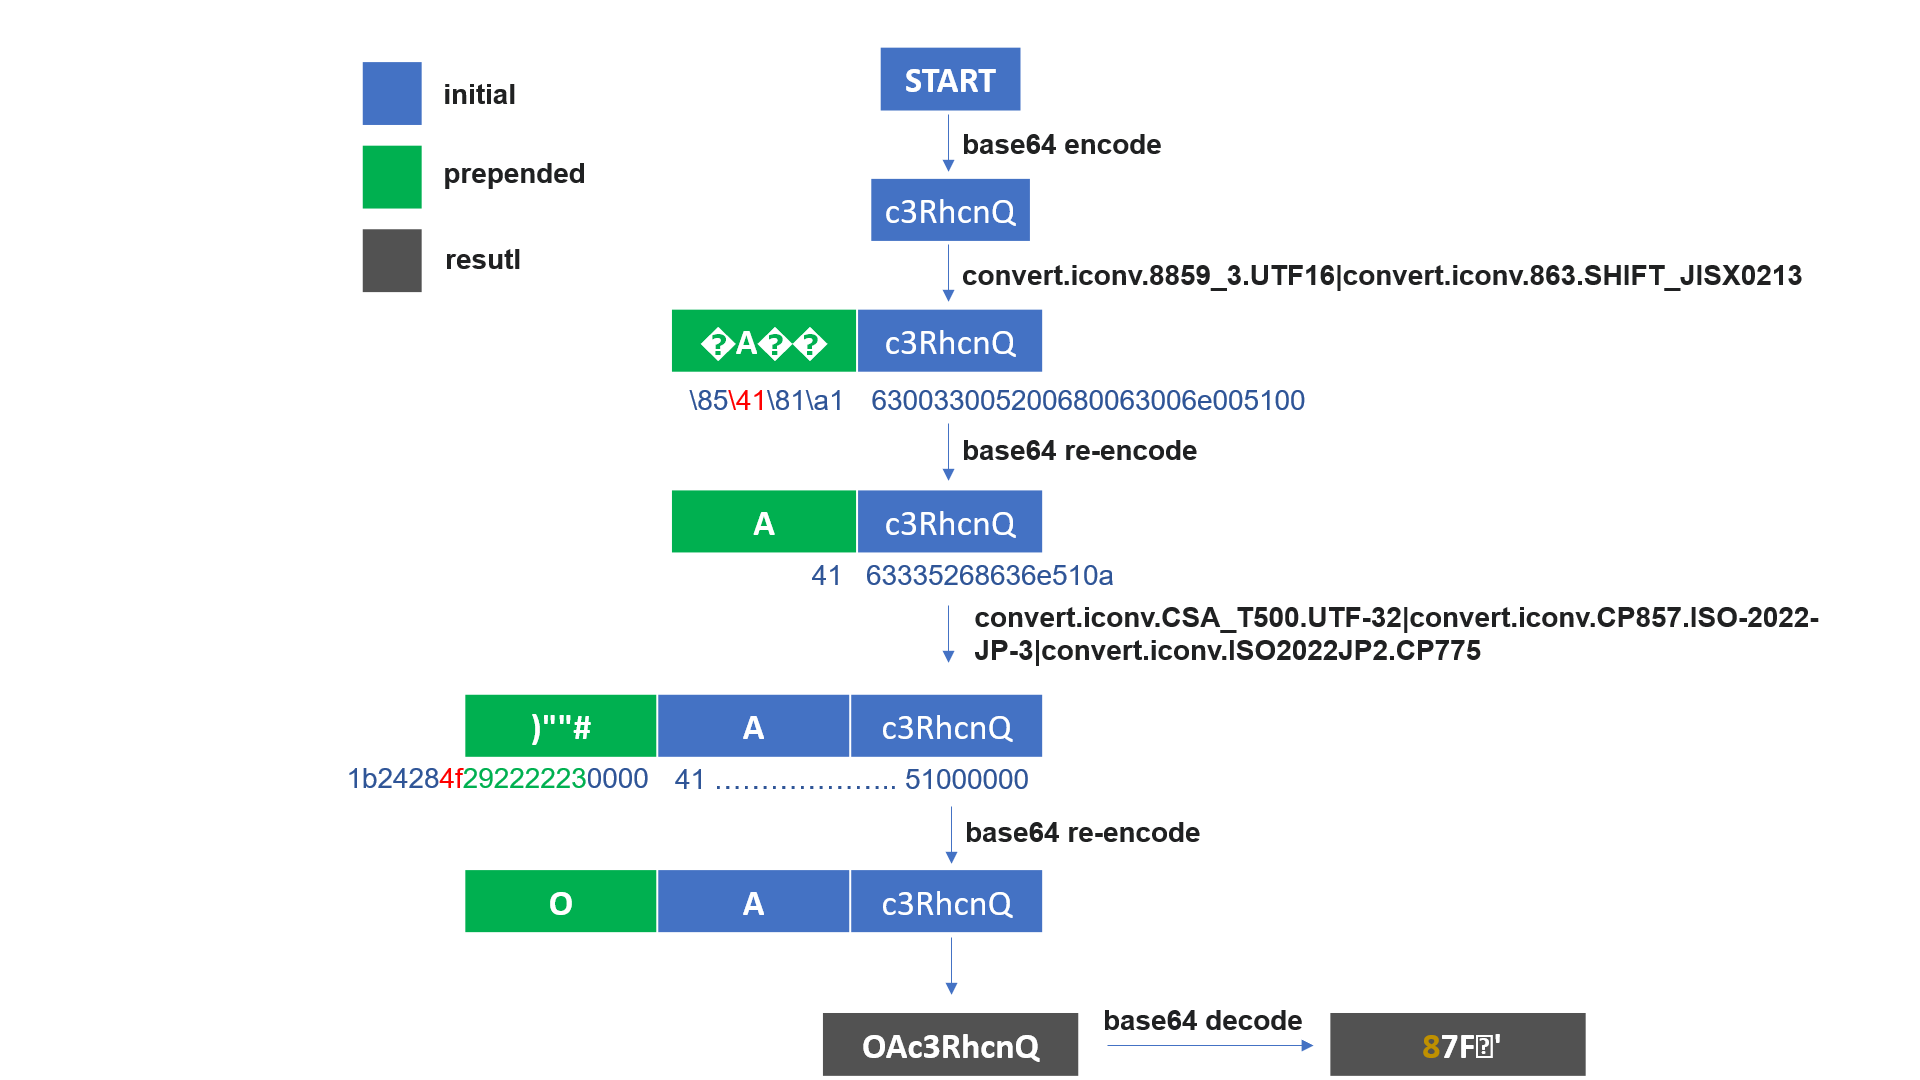 initial
prepended
resutl
START
base64 encode
c3RhcnQ
convert.iconv.8859_3.UTF16|convert.iconv.863.SHIFT_JISX0213
�A�� c3RhcnQ
\85\41\81\a1 630033005200680063006e005100
base64 re-encode
A c3RhcnQ
41 63335268636e510a
convert.iconv.CSA_T500.UTF-32|convert.iconv.CP857.ISO-2022-
JP-3|convert.iconv.ISO2022JP2.CP775
)""# A c3RhcnQ
1b24284f292222230000 41 ………………….. 51000000
base64 re-encode
O A c3RhcnQ
OAc3RhcnQ base64 decode 87F�'